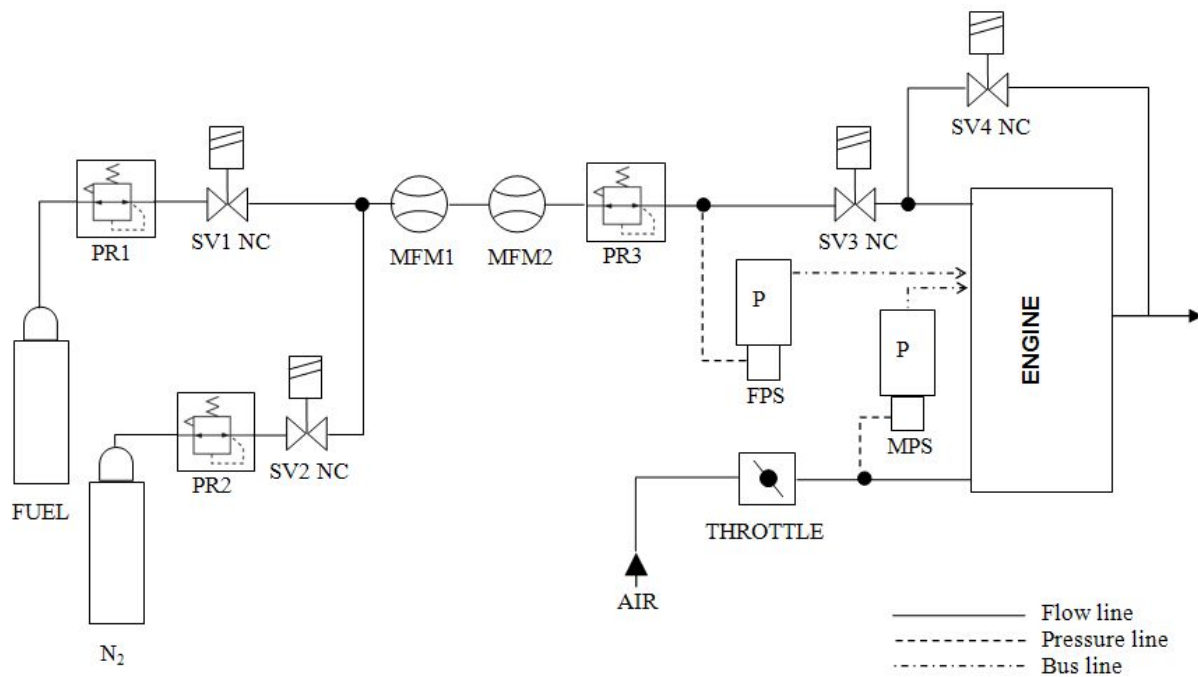 SV4 NC
PR1
SV1 NC
MFM1
MFM2
PR3
SV3 NC
P
FPS
P
MPS
ENGINE
FUEL
PR2
SV2 NC
N₂
THROTTLE
AIR
Flow line
Pressure line
Bus line